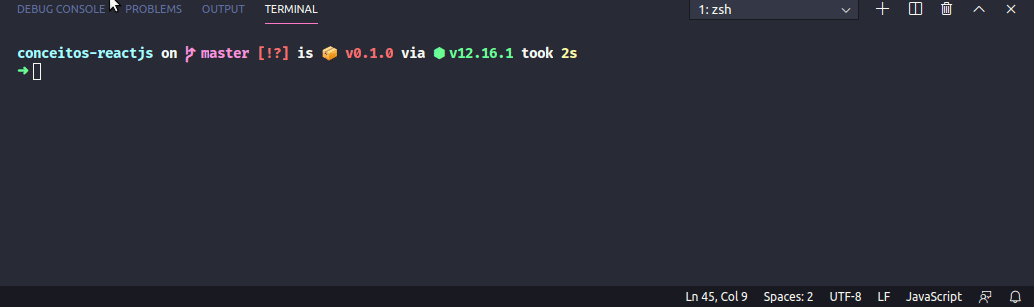 DEBUG CONSOLE PROBLEMS OUTPUT TERMINAL 1: zsh
conceitos-reactjs on master [!?] is 📦 v0.1.0 via ⬢ v12.16.1 took 2s
➜
Ln 45, Col 9 Spaces: 2 UTF-8 LF JavaScript